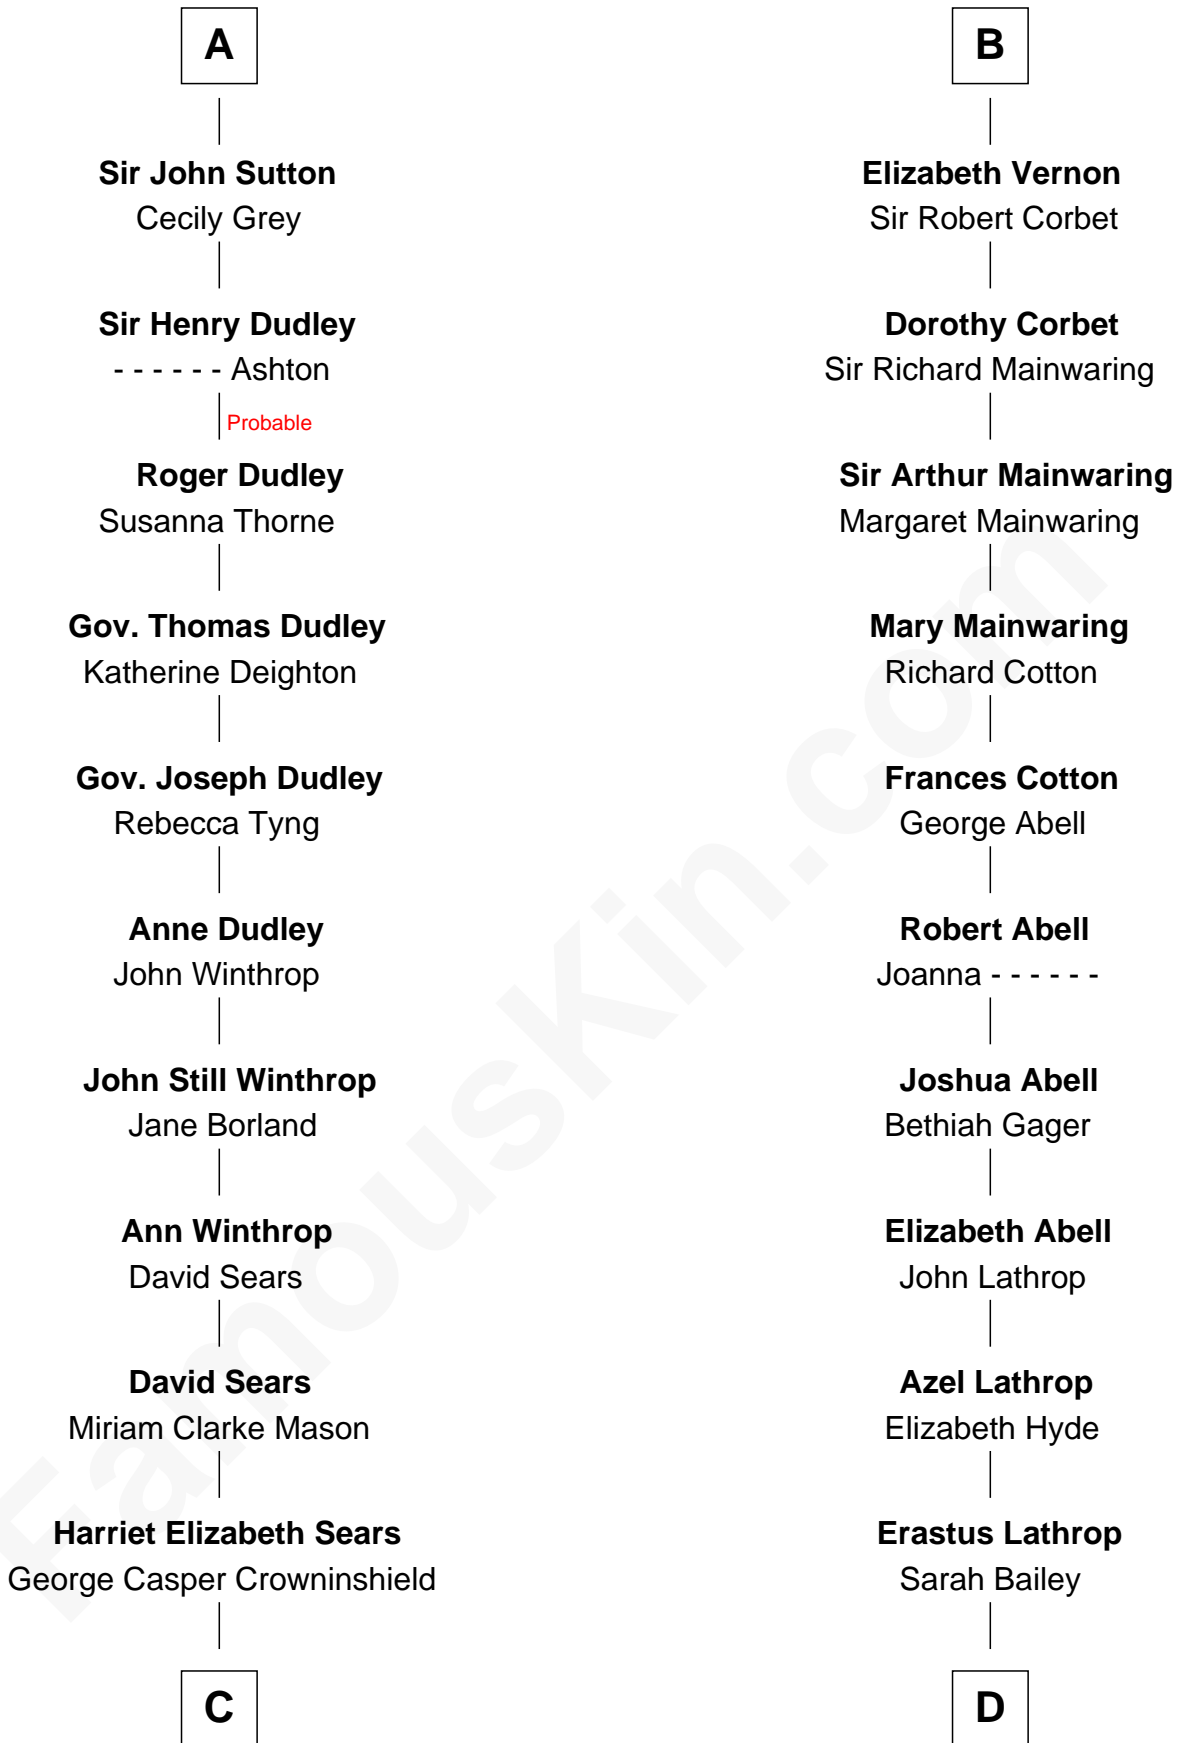 A
Sir John Sutton
Cecily Grey
Sir Henry Dudley
- - - - - - Ashton
Probable
Roger Dudley
Susanna Thorne
Gov. Thomas Dudley
Katherine Deighton
Gov. Joseph Dudley
Rebecca Tyng
Anne Dudley
John Winthrop
John Still Winthrop
Jane Borland
Ann Winthrop
David Sears
David Sears
Miriam Clarke Mason
Harriet Elizabeth Sears
George Casper Crowninshield
C
B
Elizabeth Vernon
Sir Robert Corbet
Dorothy Corbet
Sir Richard Mainwaring
Sir Arthur Mainwaring
Margaret Mainwaring
Mary Mainwaring
Richard Cotton
Frances Cotton
George Abell
Robert Abell
Joanna - - - - - -
Joshua Abell
Bethiah Gager
Elizabeth Abell
John Lathrop
Azel Lathrop
Elizabeth Hyde
Erastus Lathrop
Sarah Bailey
D
FamousKin.com